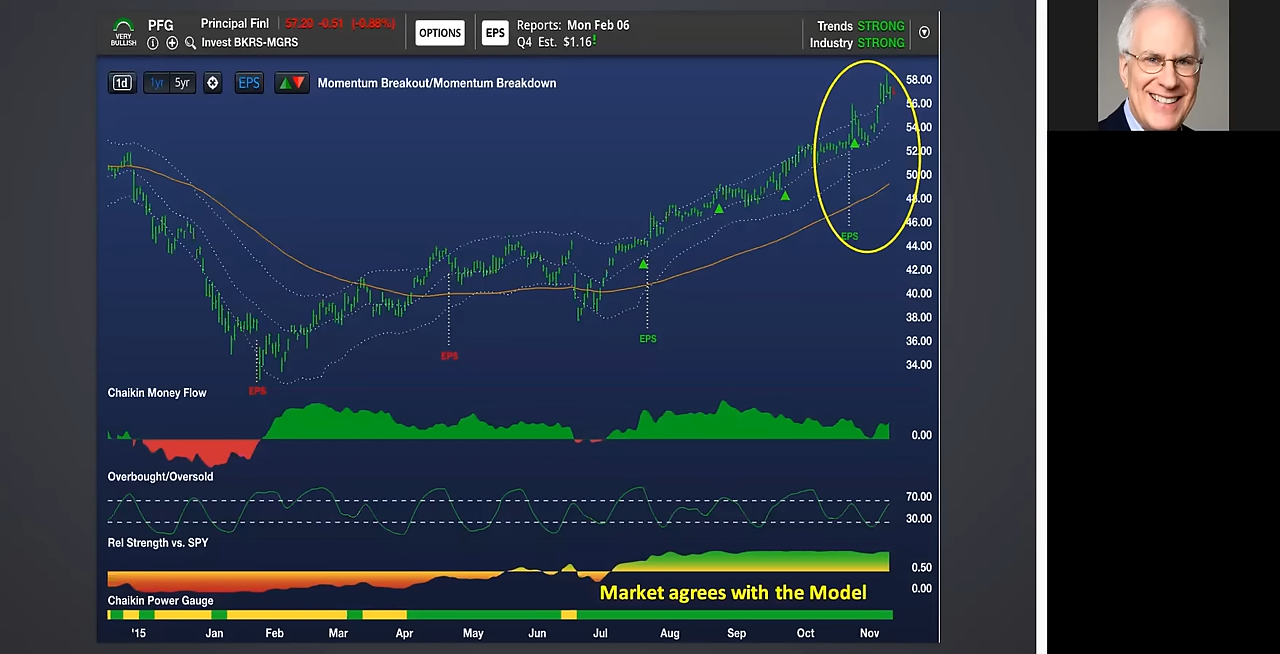 VERY
BULLISH
PFG
Principal Finl
57.20 -0.51 (-0.88%)
Invest BKRS-MGRS
OPTIONS
EPS
Reports: Mon Feb 06
Q4 Est. $1.16!
Trends STRONG
Industry STRONG
1d
1yr 5yr
EPS
Momentum Breakout/Momentum Breakdown
58.00
56.00
54.00
52.00
50.00
48.00
46.00
44.00
42.00
40.00
38.00
36.00
34.00
EPS
EPS
EPS
EPS
Chaikin Money Flow
0.00
Overbought/Oversold
70.00
30.00
Rel Strength vs. SPY
0.50
0.00
Market agrees with the Model
Chaikin Power Gauge
'15 Jan Feb Mar Apr May Jun Jul Aug Sep Oct Nov